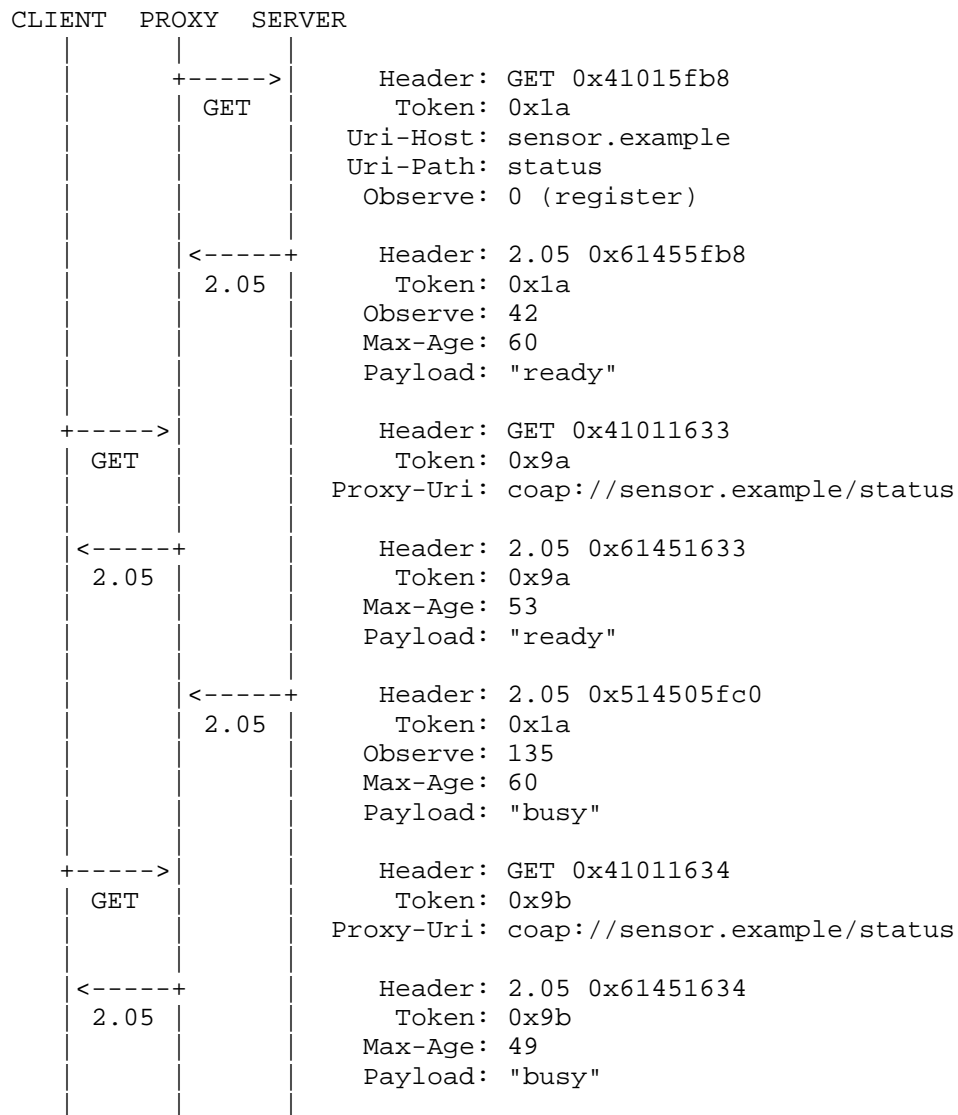 CLIENT  PROXY  SERVER
   |      |      |
   |      +----->|     Header: GET 0x41015fb8
   |      | GET  |      Token: 0x1a
   |      |      |   Uri-Host: sensor.example
   |      |      |   Uri-Path: status
   |      |      |    Observe: 0 (register)
   |      |      |
   |      |<-----+     Header: 2.05 0x61455fb8
   |      | 2.05 |      Token: 0x1a
   |      |      |    Observe: 42
   |      |      |    Max-Age: 60
   |      |      |    Payload: "ready"
   |      |      |
   +----->|      |     Header: GET 0x41011633
   | GET  |      |      Token: 0x9a
   |      |      |  Proxy-Uri: coap://sensor.example/status
   |      |      |
   |<-----+      |     Header: 2.05 0x61451633
   | 2.05 |      |      Token: 0x9a
   |      |      |    Max-Age: 53
   |      |      |    Payload: "ready"
   |      |      |
   |      |<-----+     Header: 2.05 0x514505fc0
   |      | 2.05 |      Token: 0x1a
   |      |      |    Observe: 135
   |      |      |    Max-Age: 60
   |      |      |    Payload: "busy"
   |      |      |
   +----->|      |     Header: GET 0x41011634
   | GET  |      |      Token: 0x9b
   |      |      |  Proxy-Uri: coap://sensor.example/status
   |      |      |
   |<-----+      |     Header: 2.05 0x61451634
   | 2.05 |      |      Token: 0x9b
   |      |      |    Max-Age: 49
   |      |      |    Payload: "busy"
   |      |      |